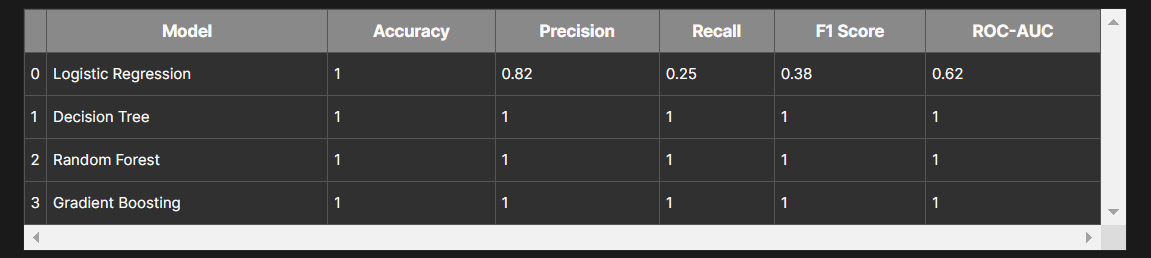 Model Accuracy Precision Recall F1 Score ROC-AUC
0 Logistic Regression 1 0.82 0.25 0.38 0.62
1 Decision Tree 1 1 1 1 1
2 Random Forest 1 1 1 1 1
3 Gradient Boosting 1 1 1 1 1